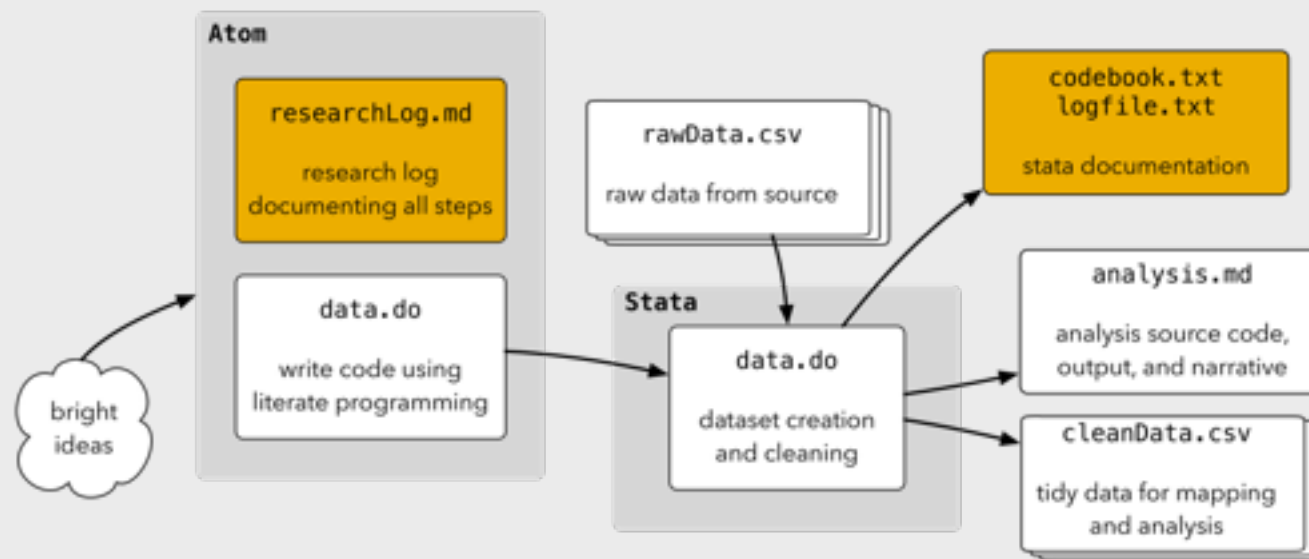 Atom
researchLog.md
research log
documenting all steps
data.do
write code using
literate programming
bright
ideas
rawData.csv
raw data from source
Stata
data.do
dataset creation
and cleaning
codebook.txt
logfile.txt
stata documentation
analysis.md
analysis source code,
output, and narrative
cleanData.csv
tidy data for mapping
and analysis